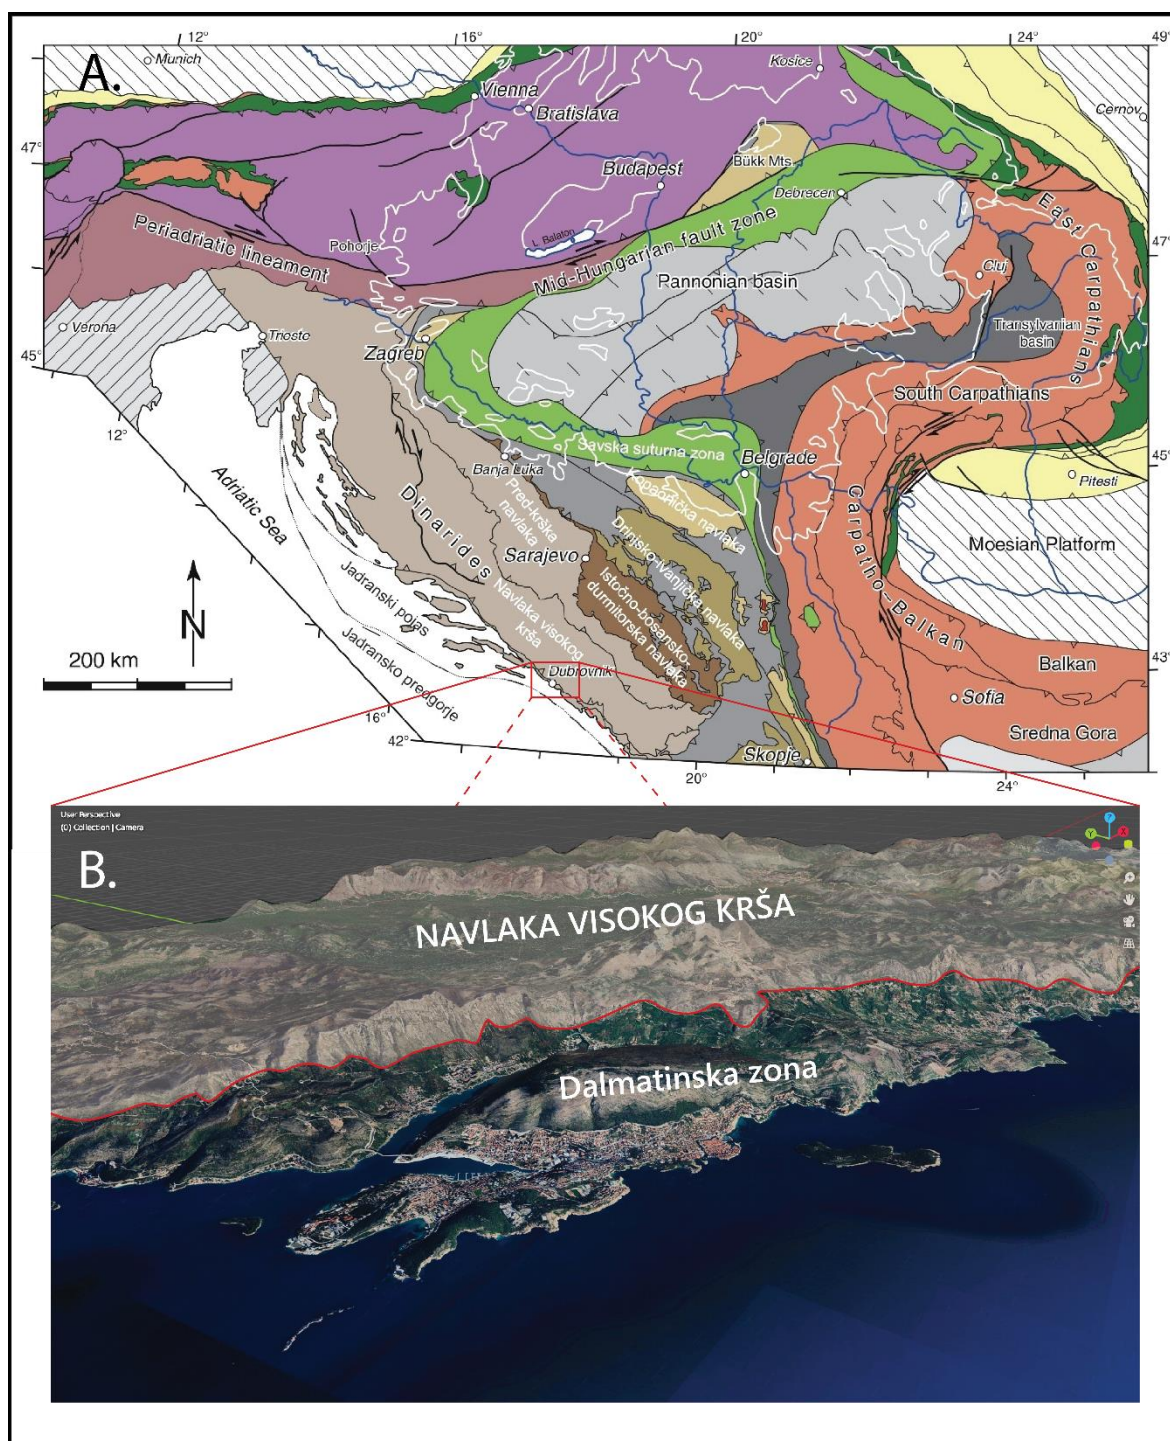 12°
16°
20°
24°
49°
A.
Munich
Vienna
Bratislava
Kosice
Cernov
47°
Budapest
Bükk Mts.
Debrecen
East Carpathians
47°
Periadriatic lineament
Pohorje
L. Balaton
Mid-Hungarian fault zone
Pannonian basin
Cluj
Transylvanian
basin
Verona
Trieste
45°
Zagreb
South Carpathians
12°
Savska suturna zona
Banja Luka
Belgrade
45°
Pitesti
Adriatic Sea
Dinarides
Pred-krška
navlaka
Kopaonička navlaka
Drinjsko-ivanjička navlaka
Sarajevo
Istočno-bosansko-
durmitorska navlaka
Carpatho-Balkan
Moesian Platform
N
Jadranski pojas
Navlaka visokog
krša
200 km
Jadransko predgorje
Dubrovnik
43°
Balkan
Sofia
Sredna Gora
16°
42°
Skopje
20°
24°
User Perspective
(0) Collection | Camera
Z
Y
X
B.
NAVLAKA VISOKOG KRŠA
Dalmatinska zona